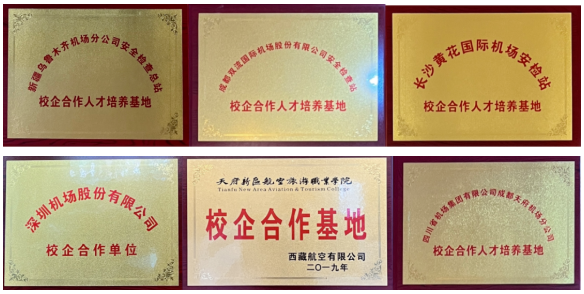 新疆乌鲁木齐机场分公司安全检查总站
校企合作人才培养基地
成都双流国际机场股份有限公司安全检查站
校企合作人才培养基地
长沙黄花国际机场安检站
校企合作人才培养基地
深圳机场股份有限公司
校企合作单位
天府新区航空旅游職業学院
Tianfu New Area Aviation & Tourism College
校企合作基地
西藏航空有限公司
二〇一九年
四川省机场集团有限公司成都天府机场分公司
校企合作人才培养基地